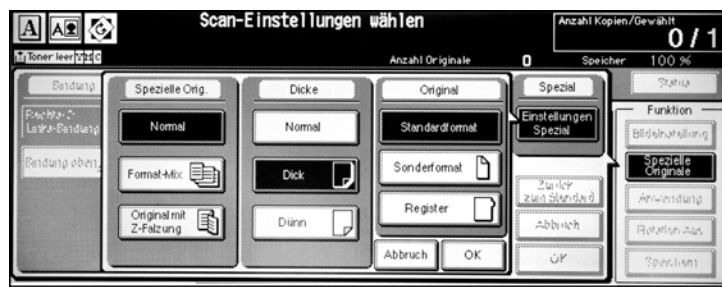 Scan-Einstellungen wählen
Anzahl Kopien/Gewählt
0/1
A
A
Toner leer
Y
C
Anzahl Originale
0
Speicher
100 %
Bindung
Rechts-
Links-Bindung
Bindung oben
Spezielle Orig.
Normal
Format-Mix
Original mit
Z-Falzung
Dicke
Normal
Dick
Dünn
Original
Standardformat
Sonderformat
Register
Abbruch
OK
Spezial
Einstellungen
Spezial
Zurück
zum Standard
Abbruch
OK
Status
Funktion
Bildeinstellung
Spezielle
Originale
Anwendung
Rotation Aus
Speichern